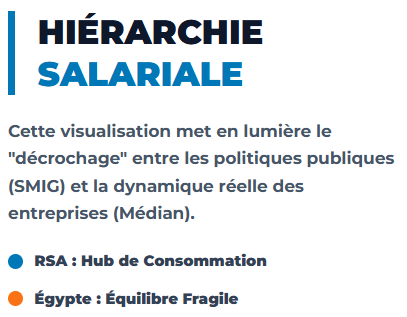 HIÉRARCHIE
SALARIALE
Cette visualisation met en lumière le
"décrochage" entre les politiques publiques
(SMIG) et la dynamique réelle des
entreprises (Médian).
RSA : Hub de Consommation
Égypte : Équilibre Fragile